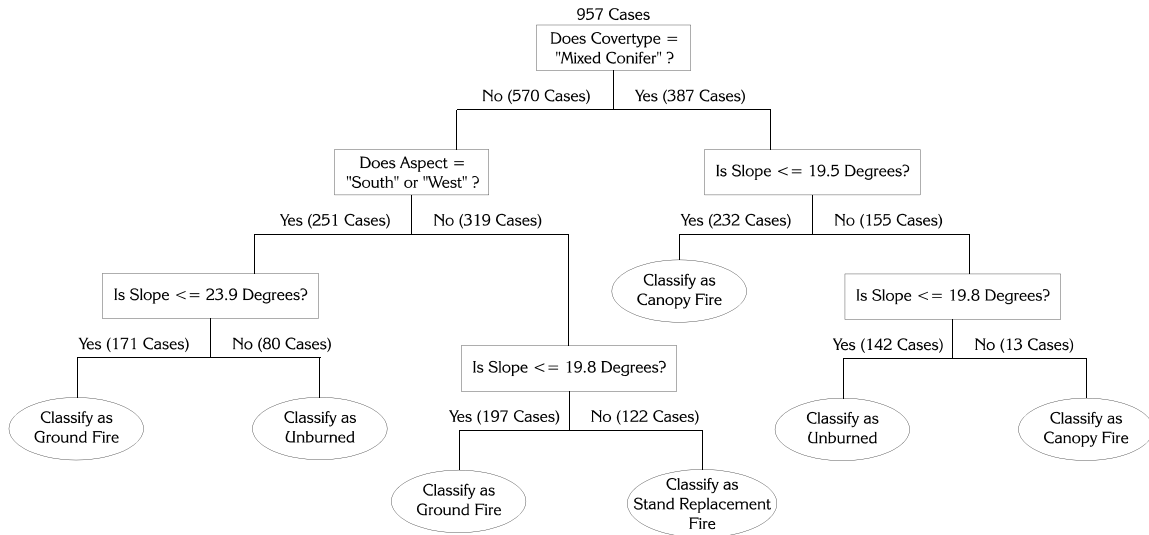 957 Cases
Does Covertype =
"Mixed Conifer" ?
No (570 Cases)
Yes (387 Cases)
Does Aspect =
"South" or "West" ?
Is Slope <= 19.5 Degrees?
Yes (251 Cases)
No (319 Cases)
Yes (232 Cases)
No (155 Cases)
Is Slope <= 23.9 Degrees?
Classify as
Canopy Fire
Is Slope <= 19.8 Degrees?
Yes (171 Cases)
No (80 Cases)
Is Slope <= 19.8 Degrees?
Yes (142 Cases)
No (13 Cases)
Classify as
Ground Fire
Classify as
Unburned
Yes (197 Cases)
No (122 Cases)
Classify as
Unburned
Classify as
Canopy Fire
Classify as
Ground Fire
Classify as
Stand Replacement
Fire